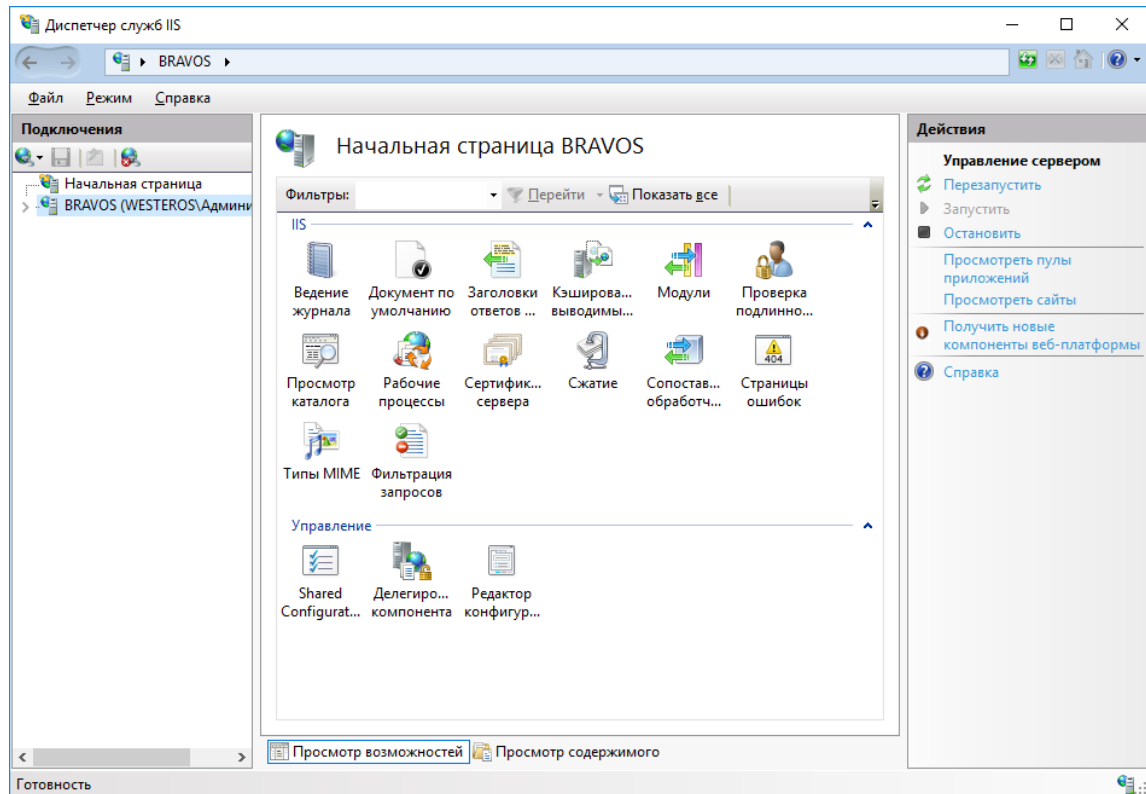 Диспетчер служб IIS
BRAVOS
Файл Режим Справка
Подключения
Начальная страница
BRAVOS (WESTEROS\Админи
Начальная страница BRAVOS
Фильтры: Перейти Показать все
IIS
Ведение журнала
Документ по умолчанию
Заголовки ответов ...
Кэширова... выводимы...
Модули
Проверка подлинно...
Просмотр каталога
Рабочие процессы
Сертифик... сервера
Сжатие
Сопостав... обработч...
404
Страницы ошибок
Типы MIME
Фильтрация запросов
Управление
Shared Configurat...
Делегиро... компонента
Редактор конфигур...
Просмотр возможностей Просмотр содержимого
Действия
Управление сервером
Перезапустить
Запустить
Остановить
Просмотреть пулы
приложений
Просмотреть сайты
Получить новые
компоненты веб-платформы
Справка
Готовность